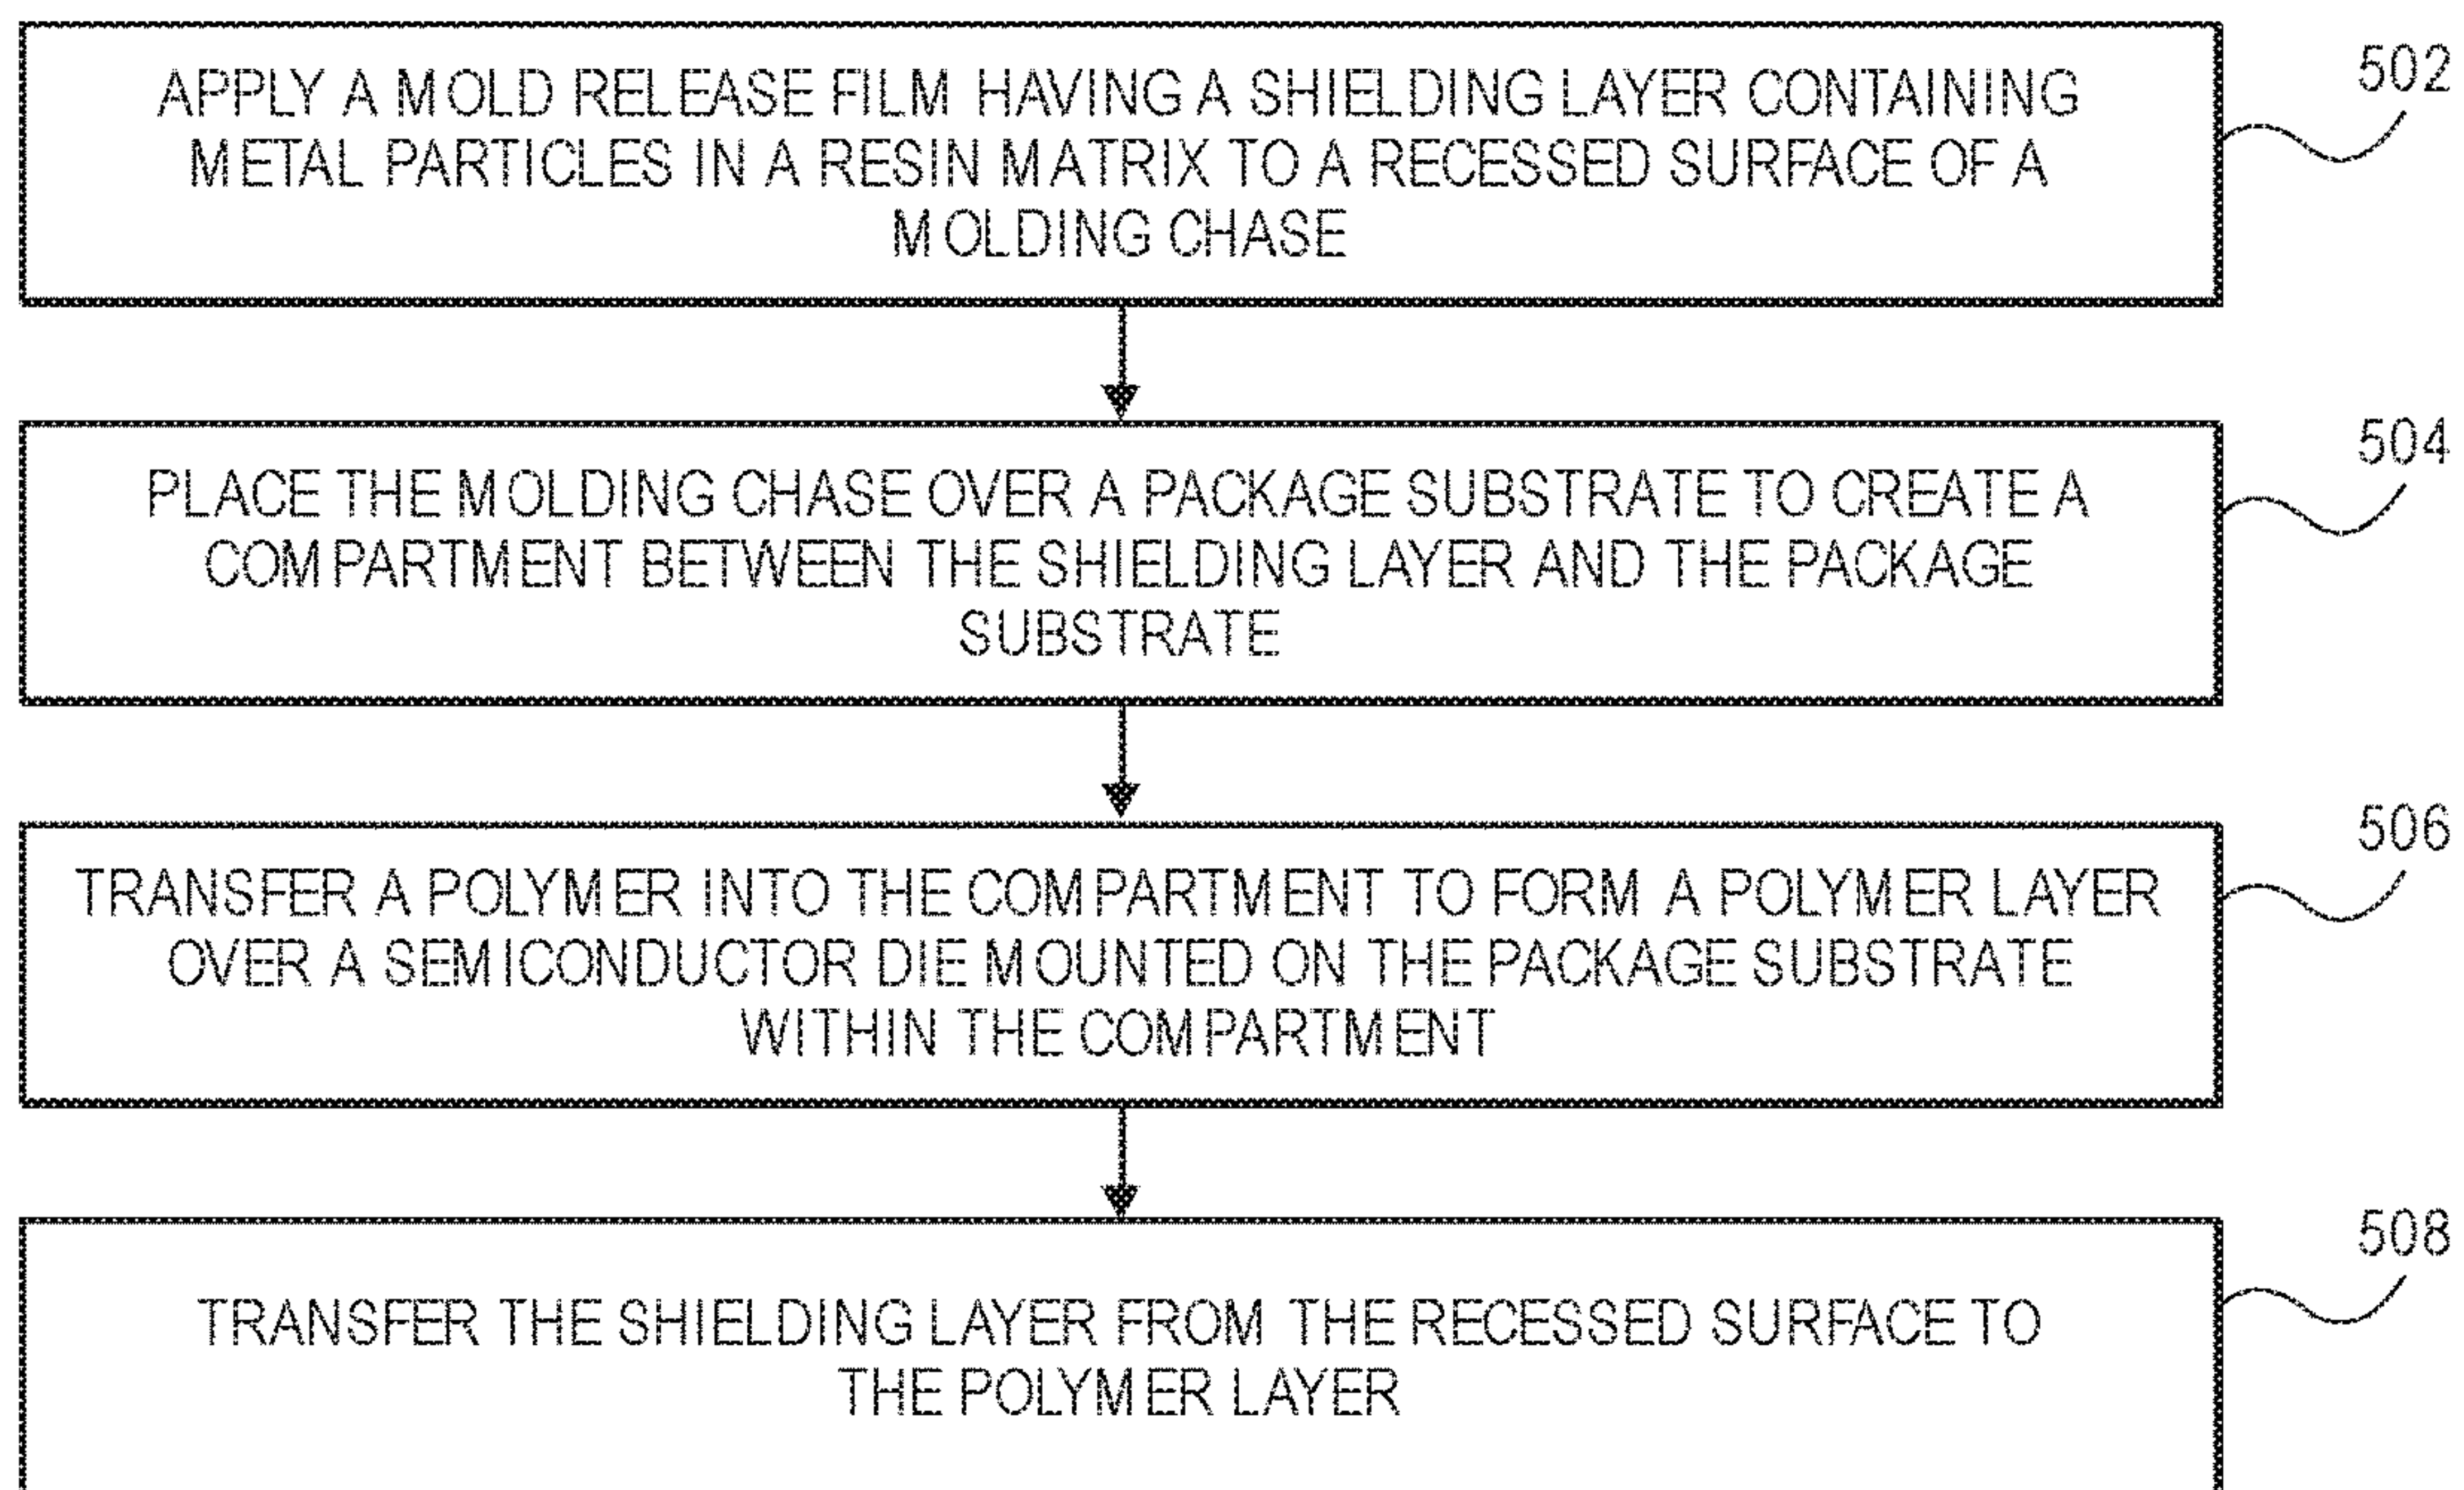 APPLY A MOLD RELEASE FILM HAVING A SHIELDING LAYER CONTAINING
METAL PARTICLES IN A RESIN MATRIX TO A RECESSED SURFACE OF A
MOLDING CHASE
502
PLACE THE MOLDING CHASE OVER A PACKAGE SUBSTRATE TO CREATE A
COMPARTMENT BETWEEN THE SHIELDING LAYER AND THE PACKAGE
SUBSTRATE
504
TRANSFER A POLYMER INTO THE COMPARTMENT TO FORM A POLYMER LAYER
OVER A SEMICONDUCTOR DIE MOUNTED ON THE PACKAGE SUBSTRATE
WITHIN THE COMPARTMENT
506
TRANSFER THE SHIELDING LAYER FROM THE RECESSED SURFACE TO
THE POLYMER LAYER
508